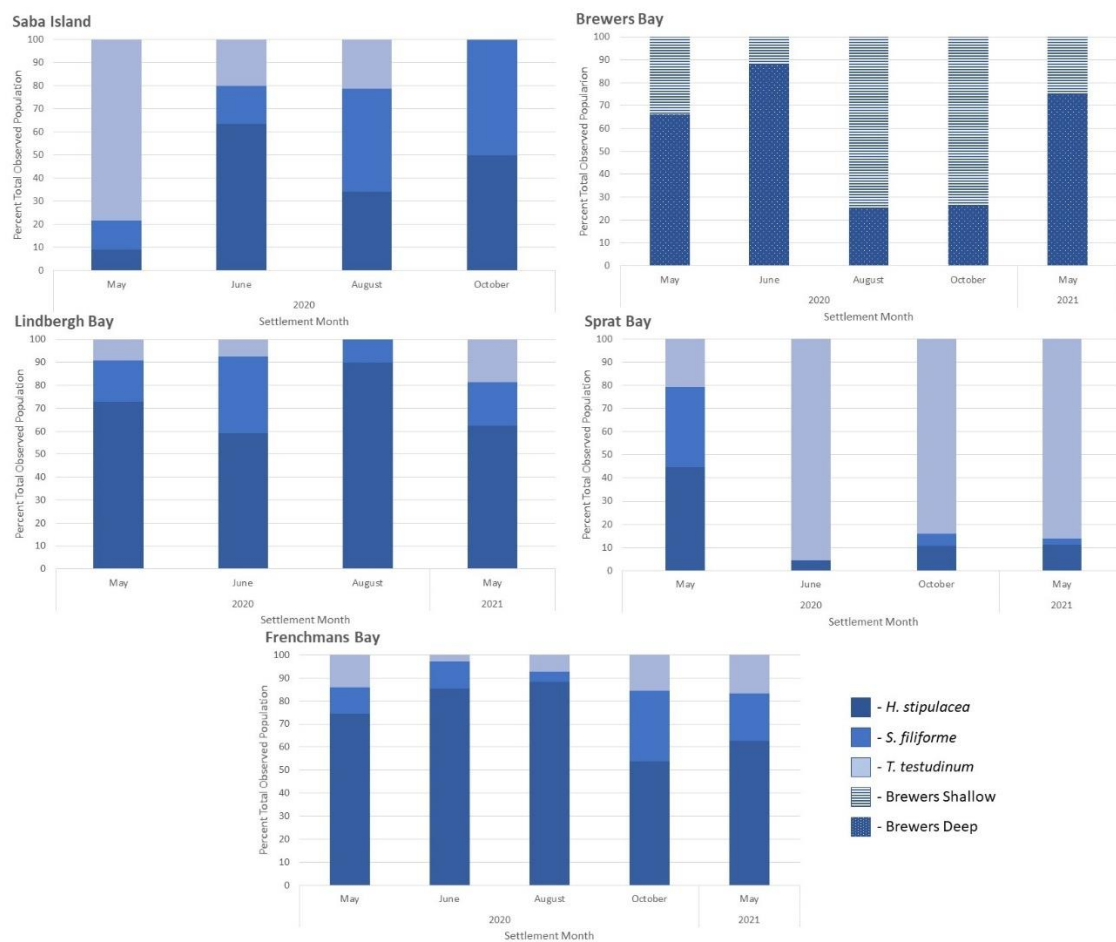 Saba Island
Percent Total Observed Population
100
90
80
70
60
50
40
30
20
10
0
May June August October
2020
Settlement Month
Brewers Bay
Percent Total Observed Popularion
100
90
80
70
60
50
40
30
20
10
0
May June August October May
2020 2021
Settlement Month
Lindbergh Bay
Percent Total Observed Population
100
90
80
70
60
50
40
30
20
10
0
May June August May
2020 2021
Settlement Month
Sprat Bay
Percent Total Observed Population
100
90
80
70
60
50
40
30
20
10
0
May June October May
2020 2021
Settlement Month
Frenchmans Bay
Percent Total Observed Population
100
90
80
70
60
50
40
30
20
10
0
May June August October May
2020 2021
Settlement Month
- H. stipulacea
- S. filiforme
- T. testudinum
- Brewers Shallow
- Brewers Deep